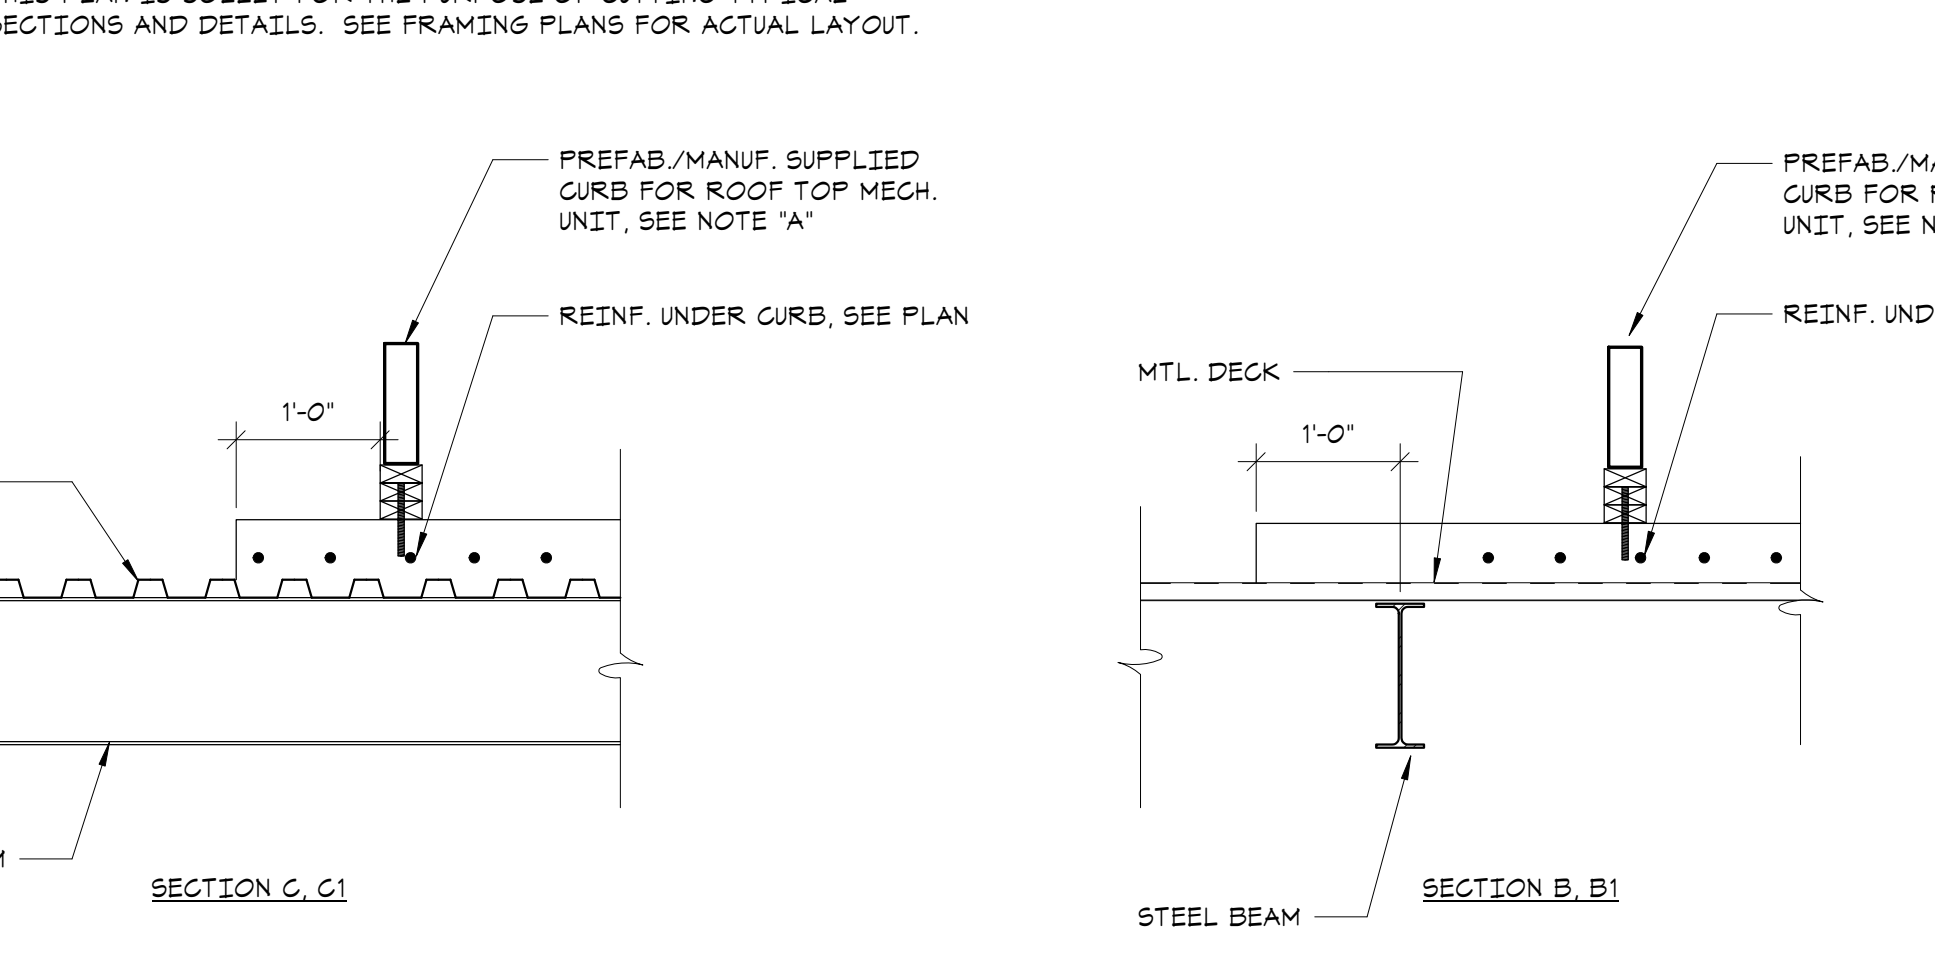 SECTIONS AND DETAILS. SEE FRAMING PLANS FOR ACTUAL LAYOUT.
PREFAB./MANUF. SUPPLIED
CURB FOR ROOF TOP MECH.
UNIT, SEE NOTE "A"
REINF. UNDER CURB, SEE PLAN
1'-0"
SECTION C, C1
PREFAB./MA
CURB FOR
UNIT, SEE N
REINF. UND
MTL. DECK
1'-0"
STEEL BEAM
SECTION B, B1